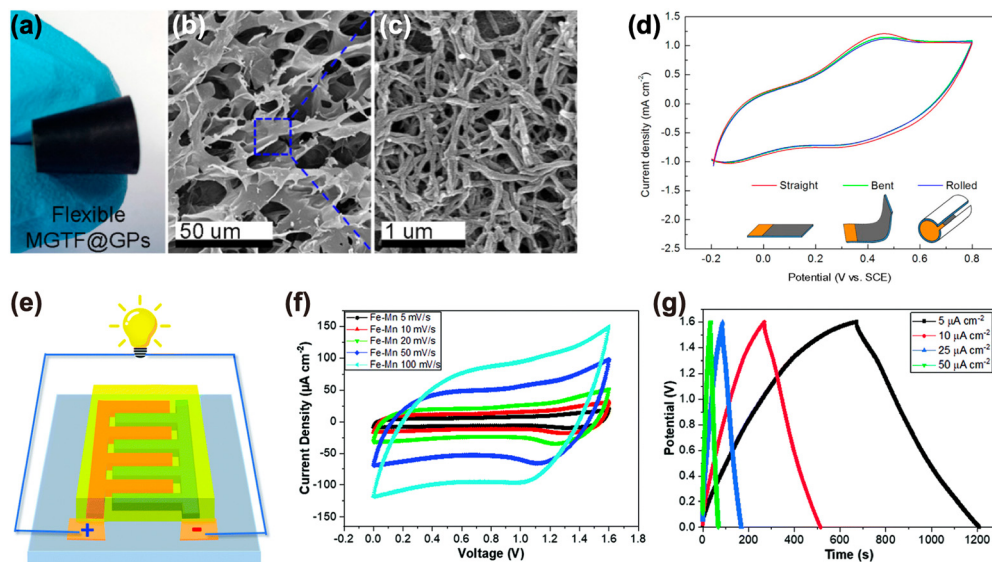 (a)
Flexible
MGTF@GPs
(b)
50 um
(c)
1 um
(d)
Current density (mA cm⁻²)
1.5
1.0
0.5
0.0
-0.5
-1.0
-1.5
-2.0
-2.5
Straight
Bent
Rolled
-0.2 0.0 0.2 0.4 0.6 0.8 1.0
Potential (V vs. SCE)
(e)
+
-
(f)
Current Density (μA cm⁻²)
150
100
50
0
-50
-100
-150
Fe-Mn 5 mV/s
Fe-Mn 10 mV/s
Fe-Mn 20 mV/s
Fe-Mn 50 mV/s
Fe-Mn 100 mV/s
-0.2 0.0 0.2 0.4 0.6 0.8 1.0 1.2 1.4 1.6 1.8
Voltage (V)
(g)
Potential (V)
1.8
1.6
1.4
1.2
1.0
0.8
0.6
0.4
0.2
0.0
5 μA cm⁻²
10 μA cm⁻²
25 μA cm⁻²
50 μA cm⁻²
0 200 400 600 800 1000 1200
Time (s)